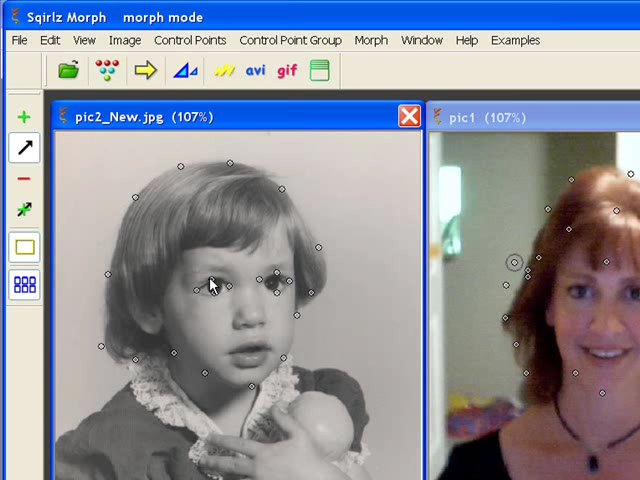 Sqirlz Morph morph mode
File Edit View Image Control Points Control Point Group Morph Window Help Examples
avi gif
pic2_New.jpg (107%)
pic1 (107%)